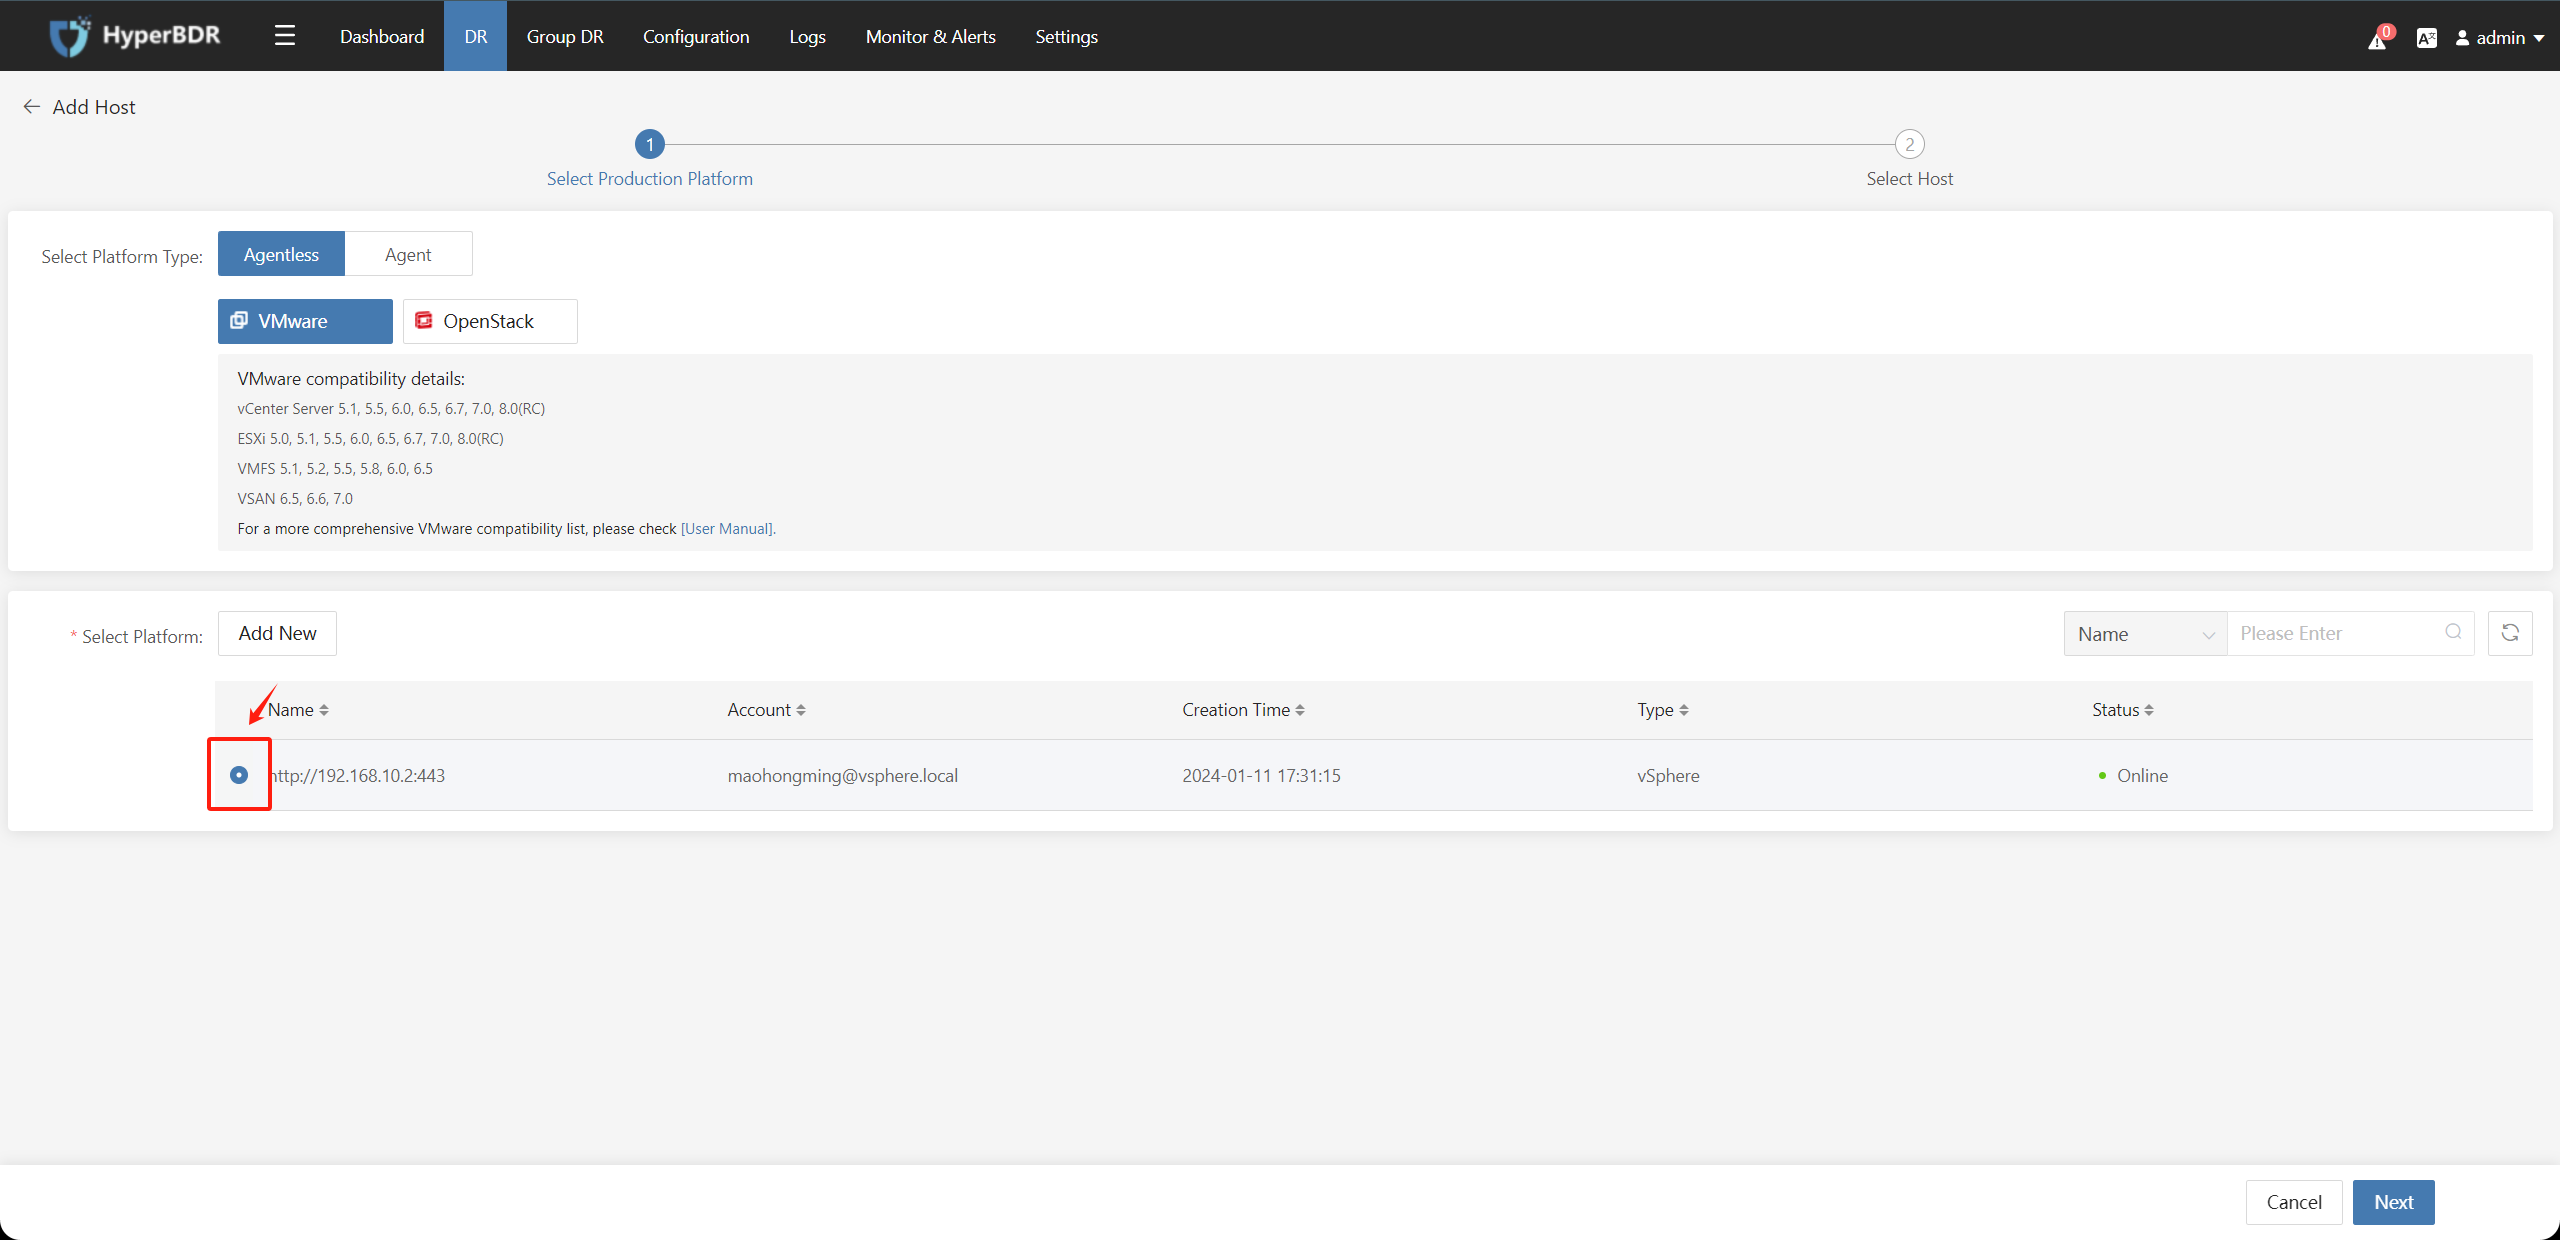 HyperBDR
Dashboard
DR
Group DR
Configuration
Logs
Monitor & Alerts
Settings
0
admin
Add Host
1
Select Production Platform
2
Select Host
Select Platform Type:
Agentless
Agent
VMware
OpenStack
VMware compatibility details:
vCenter Server 5.1, 5.5, 6.0, 6.5, 6.7, 7.0, 8.0(RC)
ESXi 5.0, 5.1, 5.5, 6.0, 6.5, 6.7, 7.0, 8.0(RC)
VMFS 5.1, 5.2, 5.5, 5.8, 6.0, 6.5
VSAN 6.5, 6.6, 7.0
For a more comprehensive VMware compatibility list, please check [User Manual].
* Select Platform:
Add New
Name
Please Enter
Name Account Creation Time Type Status
http://192.168.10.2:443 maohongming@vsphere.local 2024-01-11 17:31:15 vSphere Online
Cancel
Next